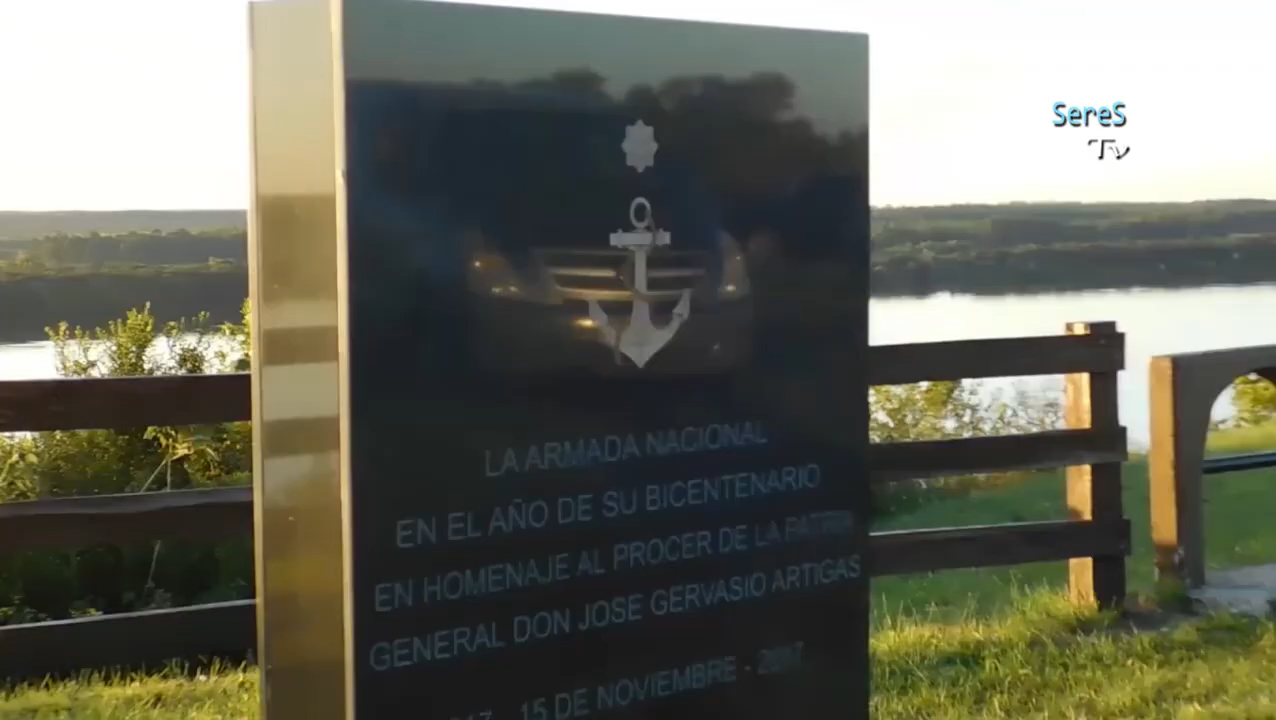 SereS
Tv
LA ARMADA NACIONAL
EN EL AÑO DE SU BICENTENARIO
EN HOMENAJE AL PROCER DE LA PATRIA
GENERAL DON JOSE GERVASIO ARTIGAS
15 DE NOVIEMBRE - 2017